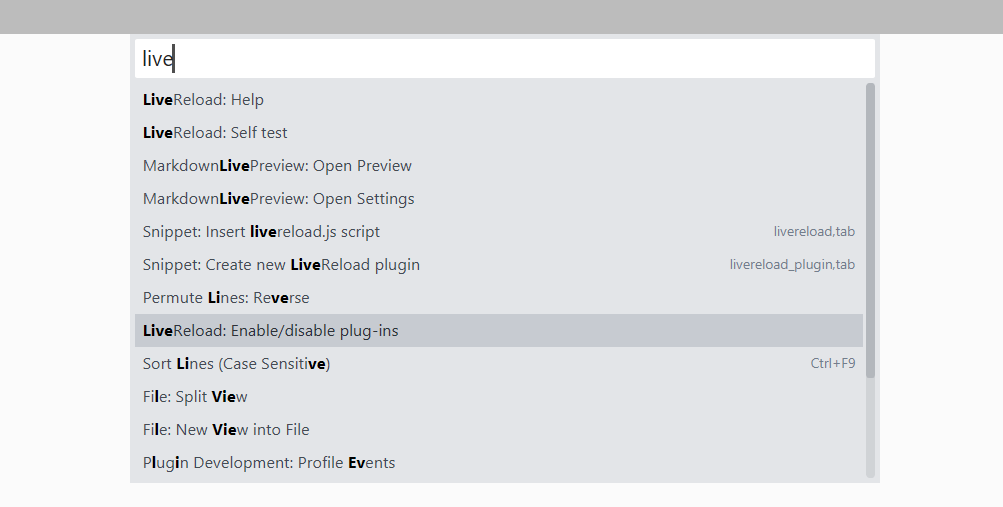 live
LiveReload: Help
LiveReload: Self test
MarkdownLivePreview: Open Preview
MarkdownLivePreview: Open Settings
Snippet: Insert livereload.js script livereload,tab
Snippet: Create new LiveReload plugin livereload_plugin,tab
Permute Lines: Reverse
LiveReload: Enable/disable plug-ins
Sort Lines (Case Sensitive) Ctrl+F9
File: Split View
File: New View into File
Plugin Development: Profile Events